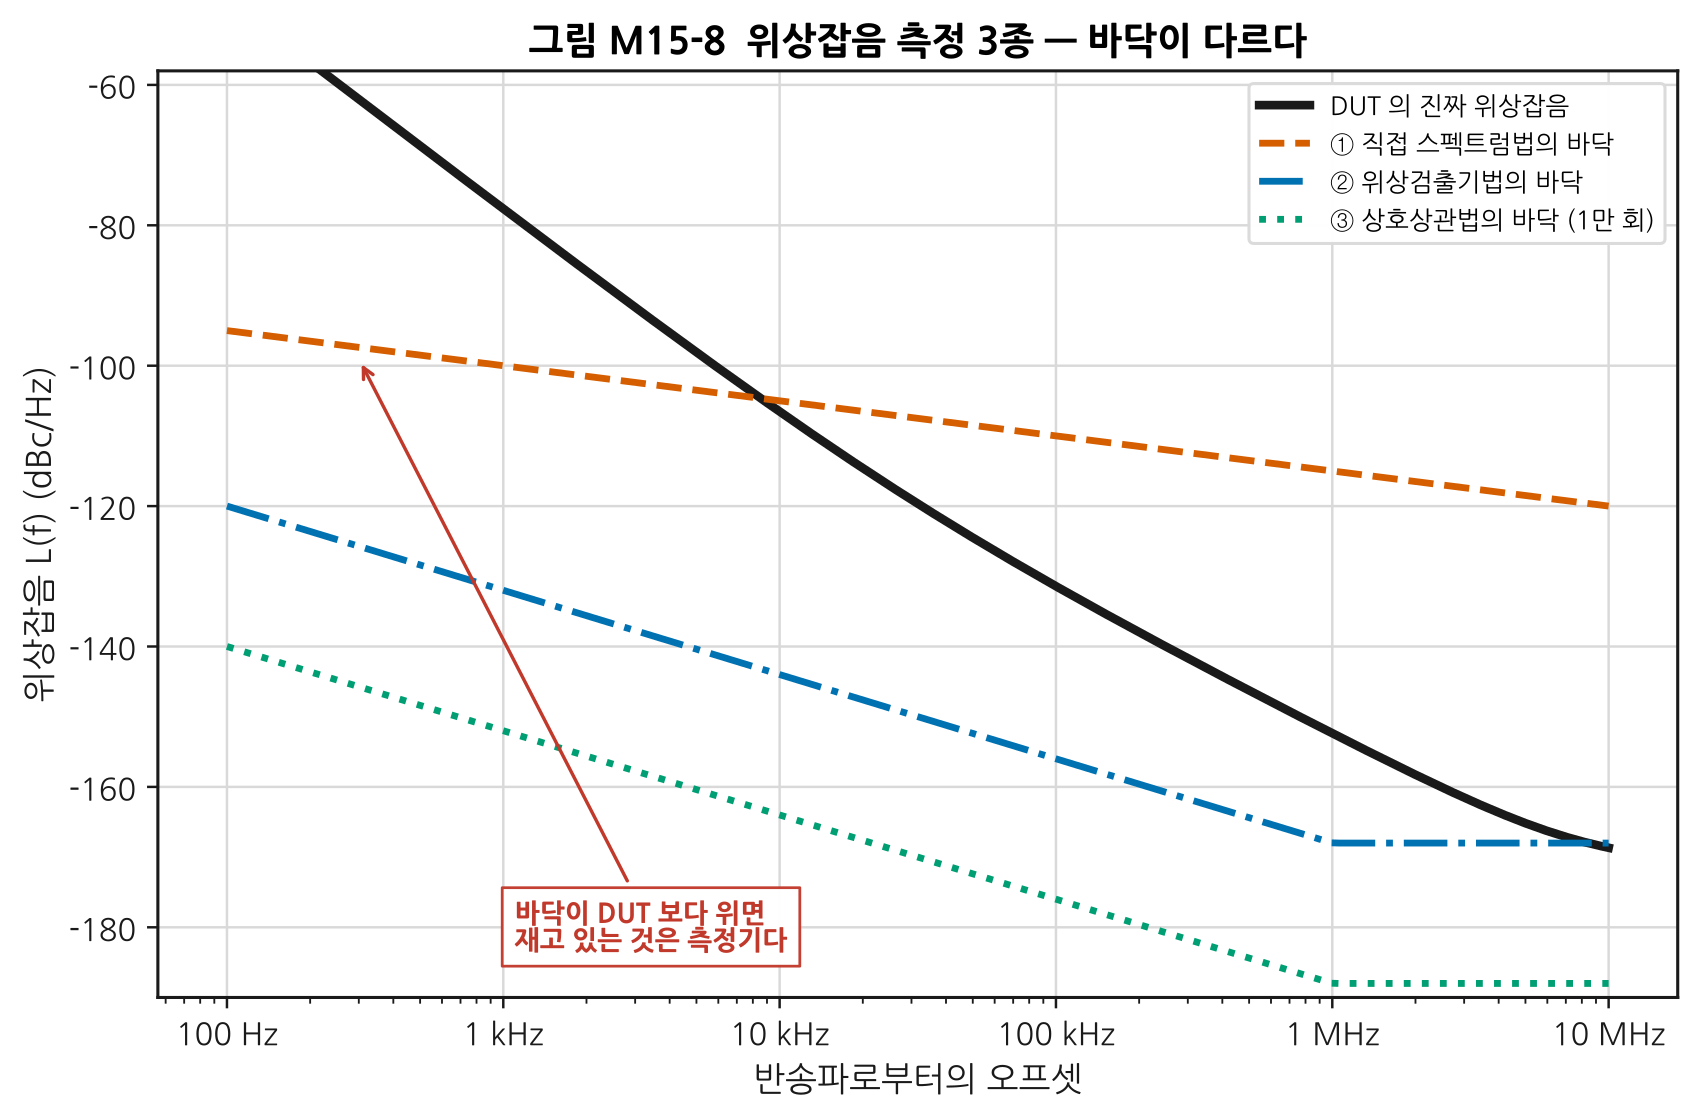 그림 M15-8 위상잡음 측정 3종 — 바닥이 다르다
DUT 의 진짜 위상잡음
① 직접 스펙트럼법의 바닥
② 위상검출기법의 바닥
③ 상호상관법의 바닥 (1만 회)
위상잡음 L(f) (dBc/Hz)
-60
-80
-100
-120
-140
-160
-180
바닥이 DUT 보다 위면
재고 있는 것은 측정기다
100 Hz
1 kHz
10 kHz
100 kHz
1 MHz
10 MHz
반송파로부터의 오프셋